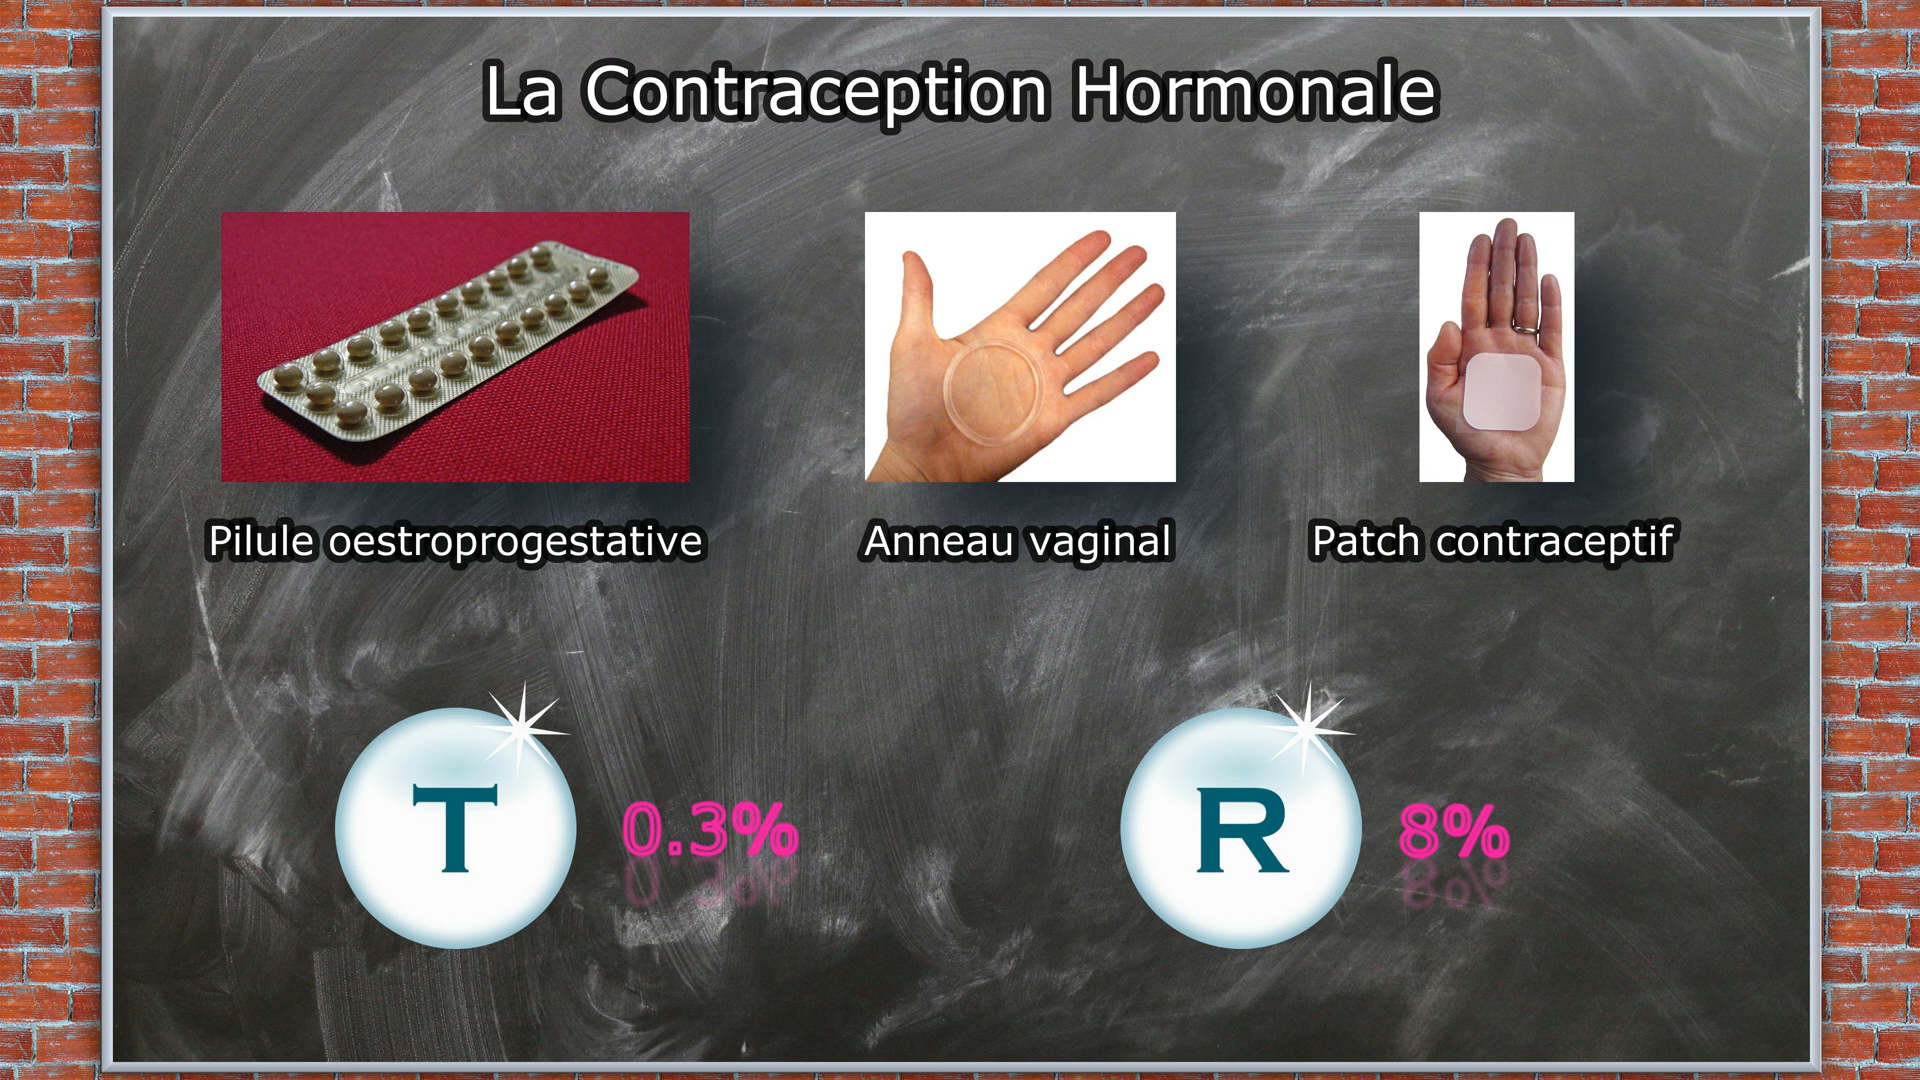 La Contraception Hormonale
Pilule oestroprogestative
Anneau vaginal
Patch contraceptif
T 0.3%
R 8%